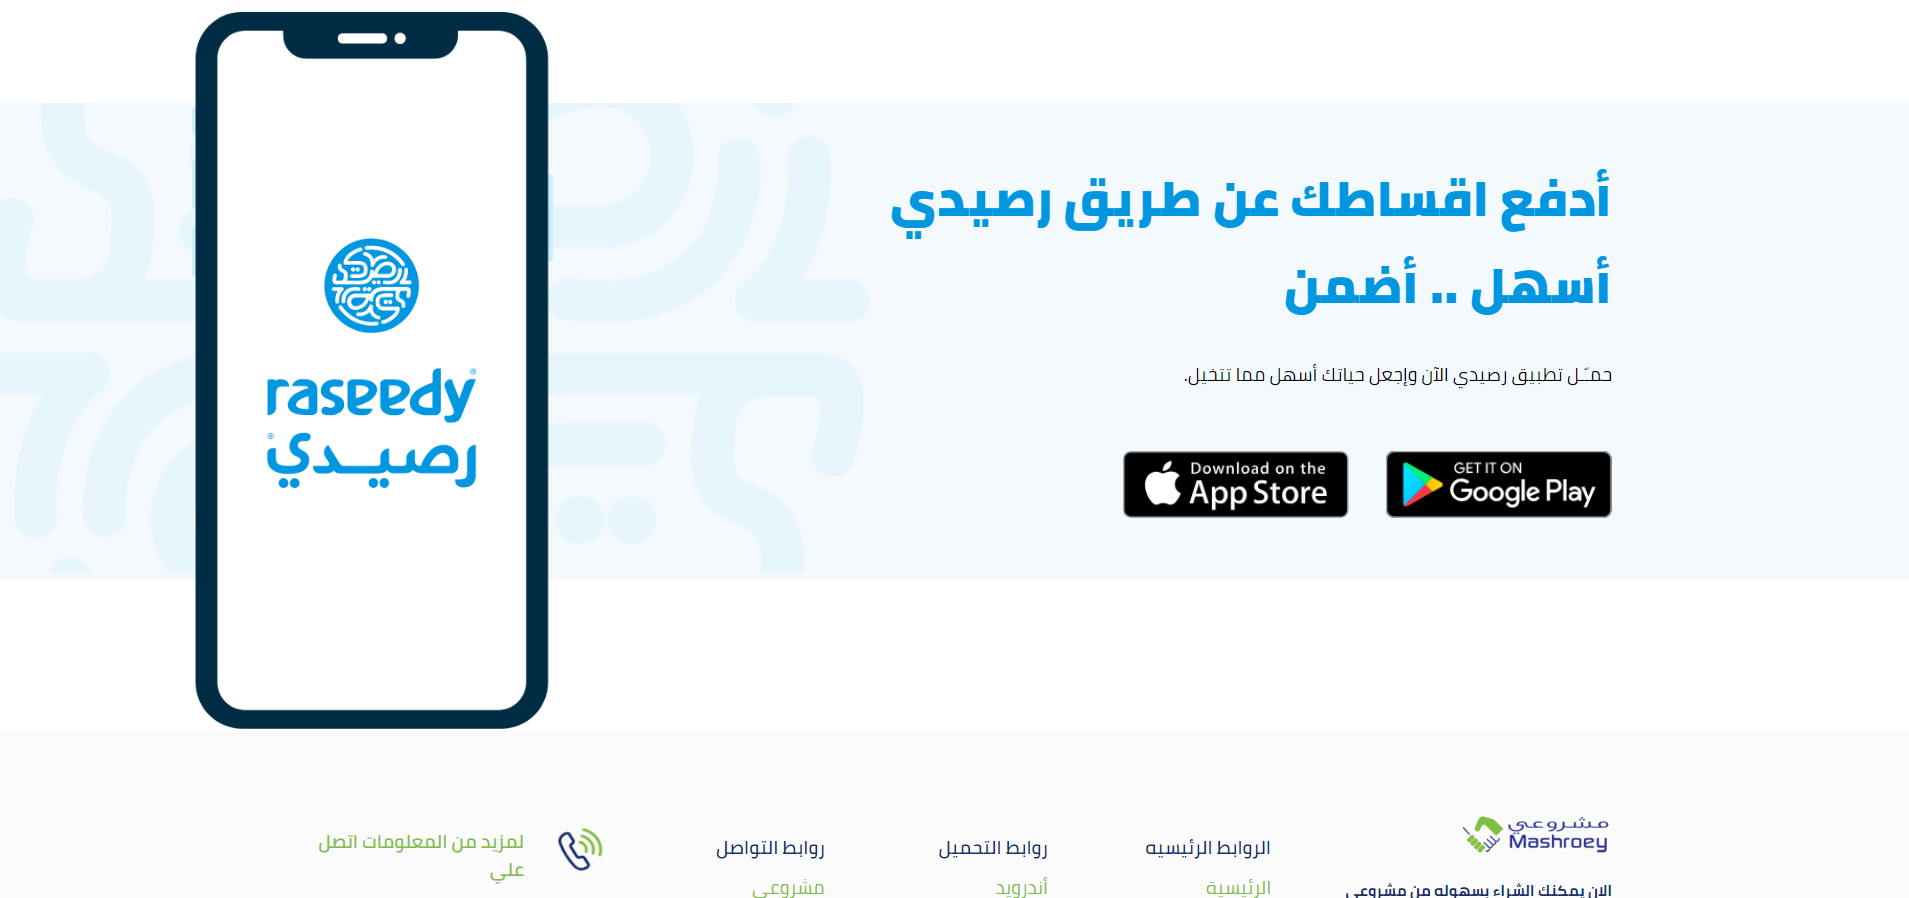 أدفع اقساطك عن طريق رصيدي
أسهل .. أضمن
حمـّـل تطبيق رصيدي الآن وإجعل حياتك أسهل مما تتخيل.
GET IT ON
Google Play
Download on the
App Store
raseedy®
رصيدي®
مشروعي
Mashroey
الان يمكنك الشراء بسهوله من مشروعي
الروابط الرئيسيه
الرئيسية
روابط التحميل
أندرويد
روابط التواصل
مشروعي
لمزيد من المعلومات اتصل
علي